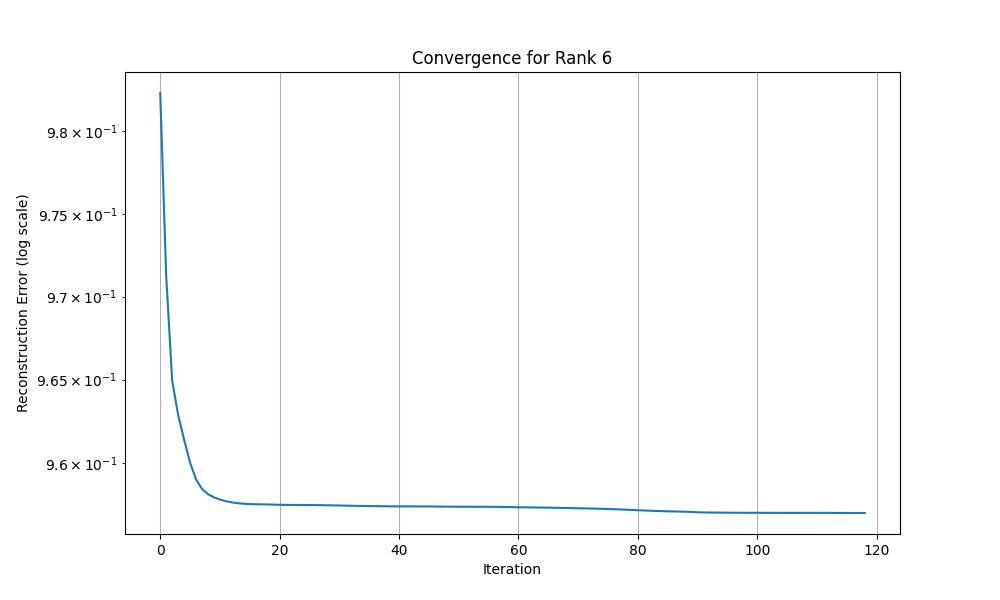 Convergence for Rank 6
Reconstruction Error (log scale)
9.8 × 10⁻¹
9.75 × 10⁻¹
9.7 × 10⁻¹
9.65 × 10⁻¹
9.6 × 10⁻¹
0 20 40 60 80 100 120
Iteration